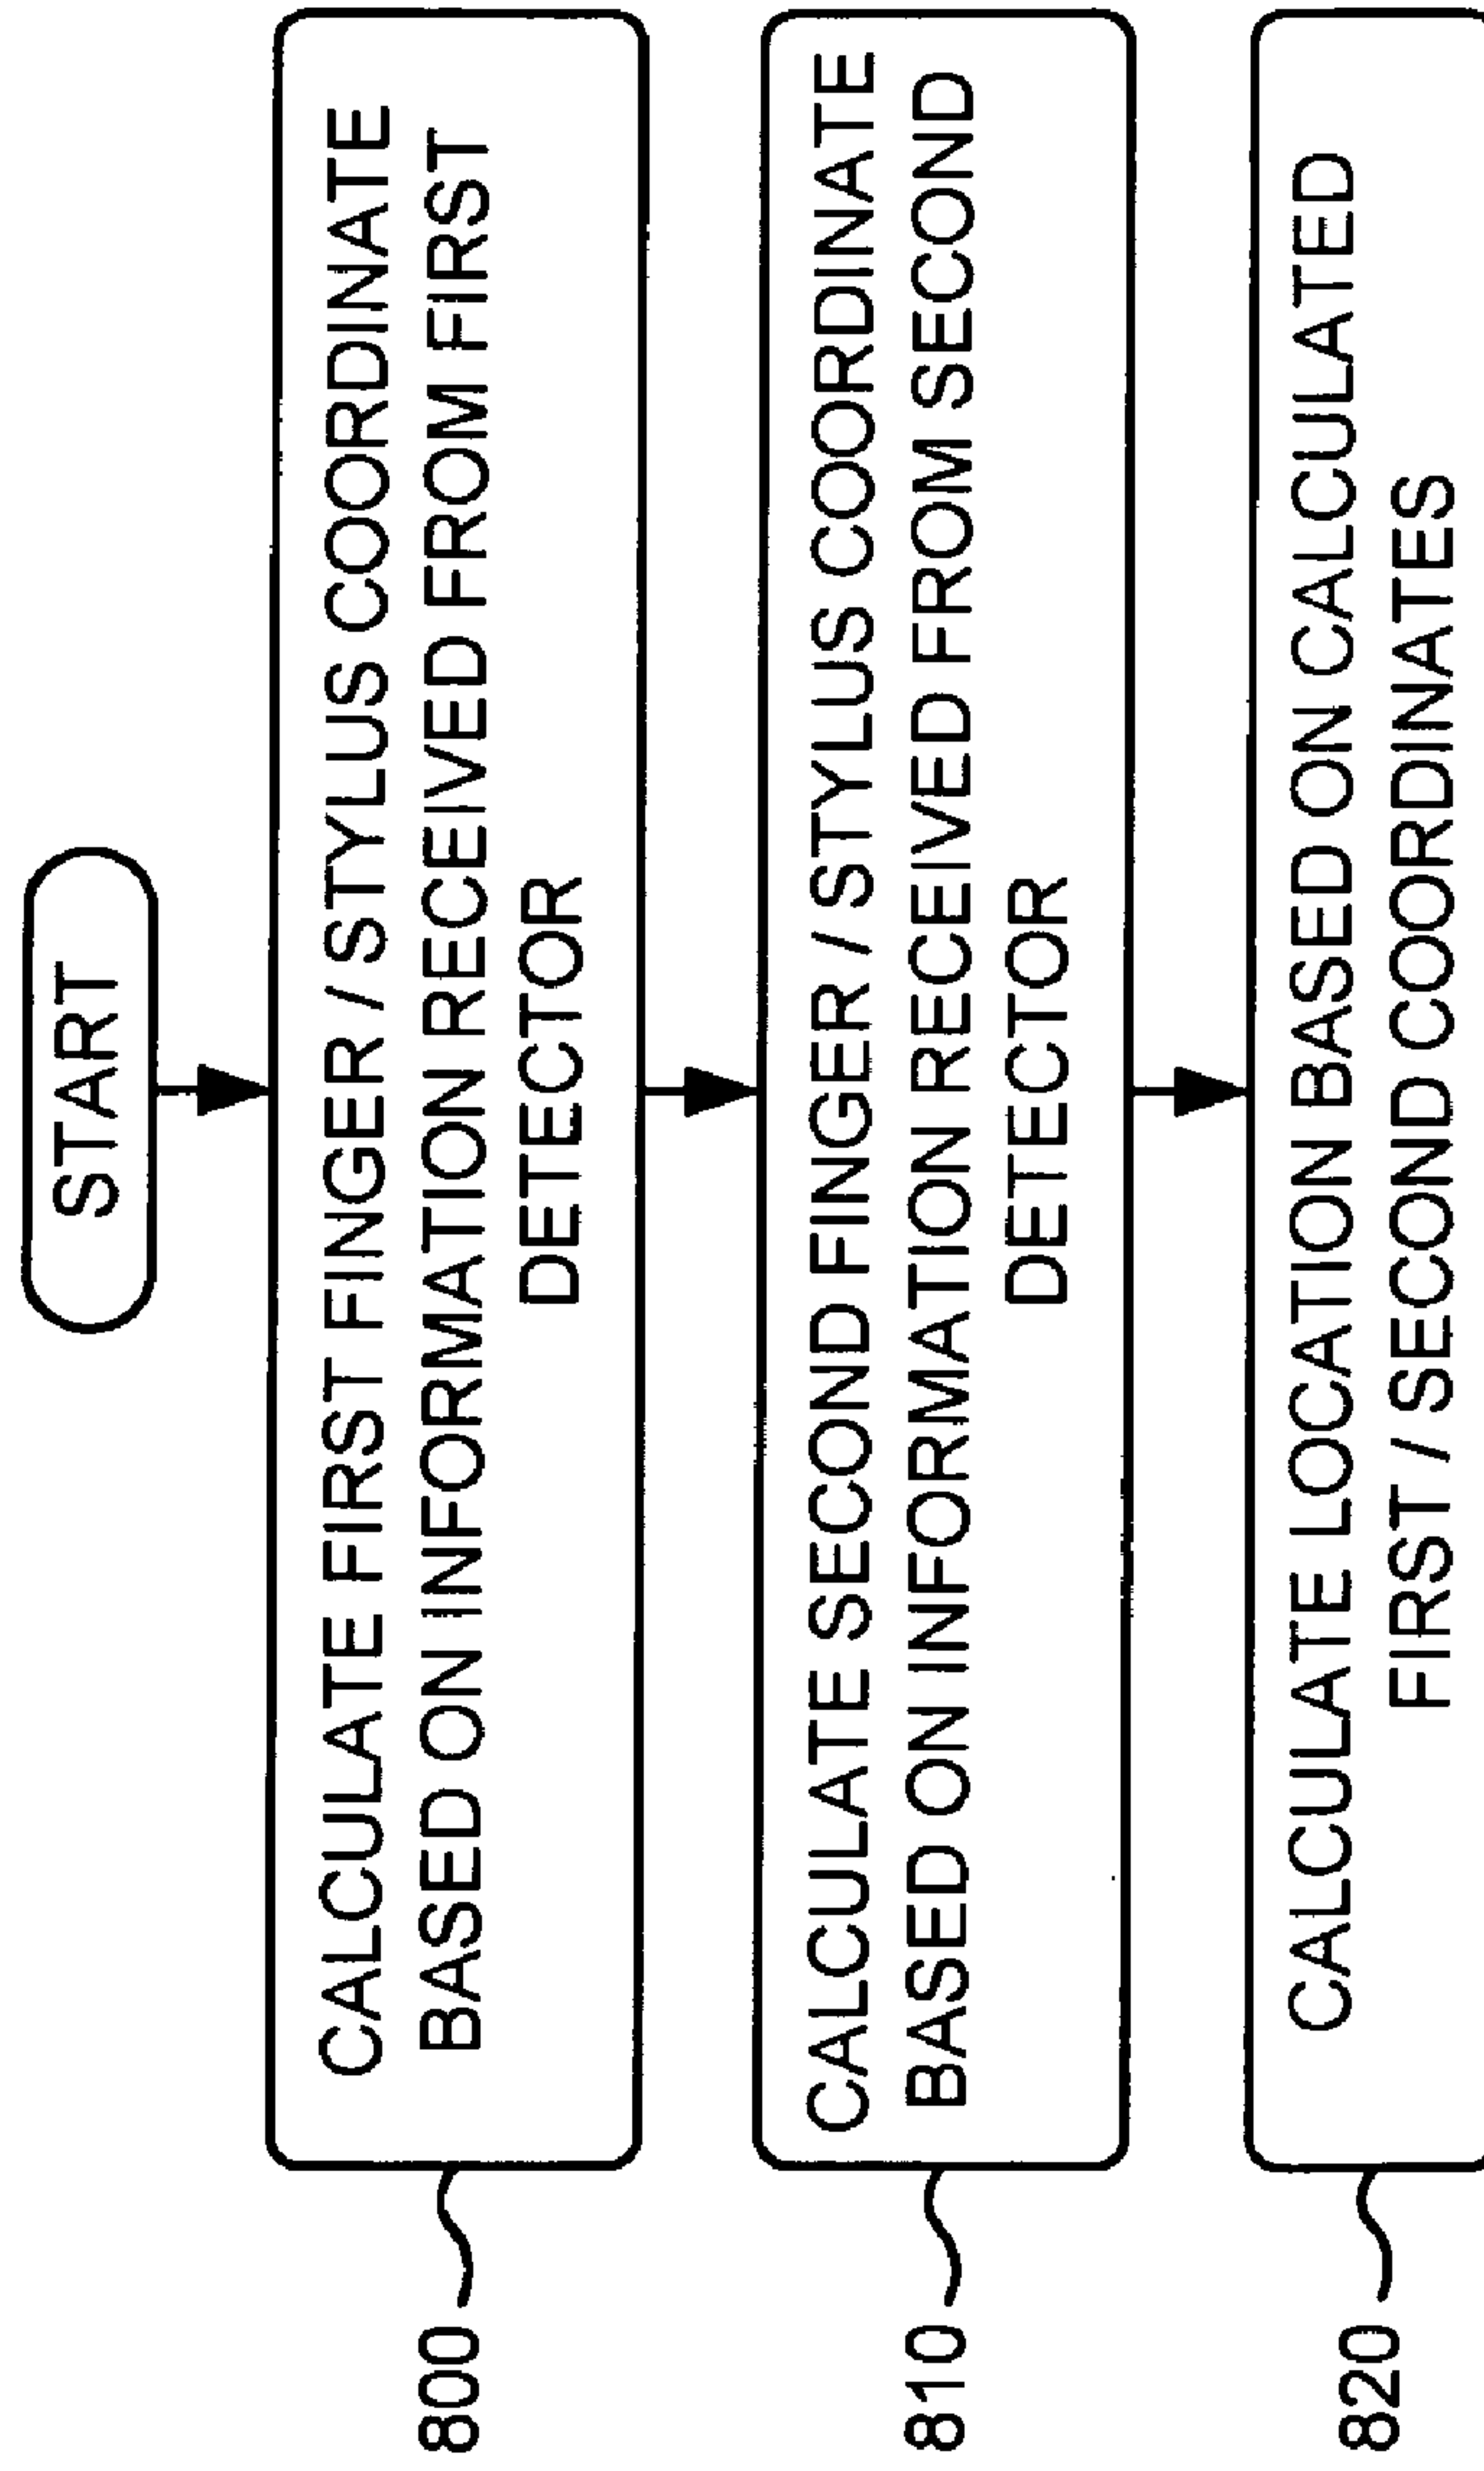 START
CALCULATE FIRST FINGER / STYLUS COORDINATE
BASED ON INFORMATION RECEIVED FROM FIRST
DETECTOR
800
CALCULATE SECOND FINGER / STYLUS COORDINATE
BASED ON INFORMATION RECEIVED FROM SECOND
DETECTOR
810
CALCULATE LOCATION BASED ON CALCULATED
FIRST / SECOND COORDINATES
820